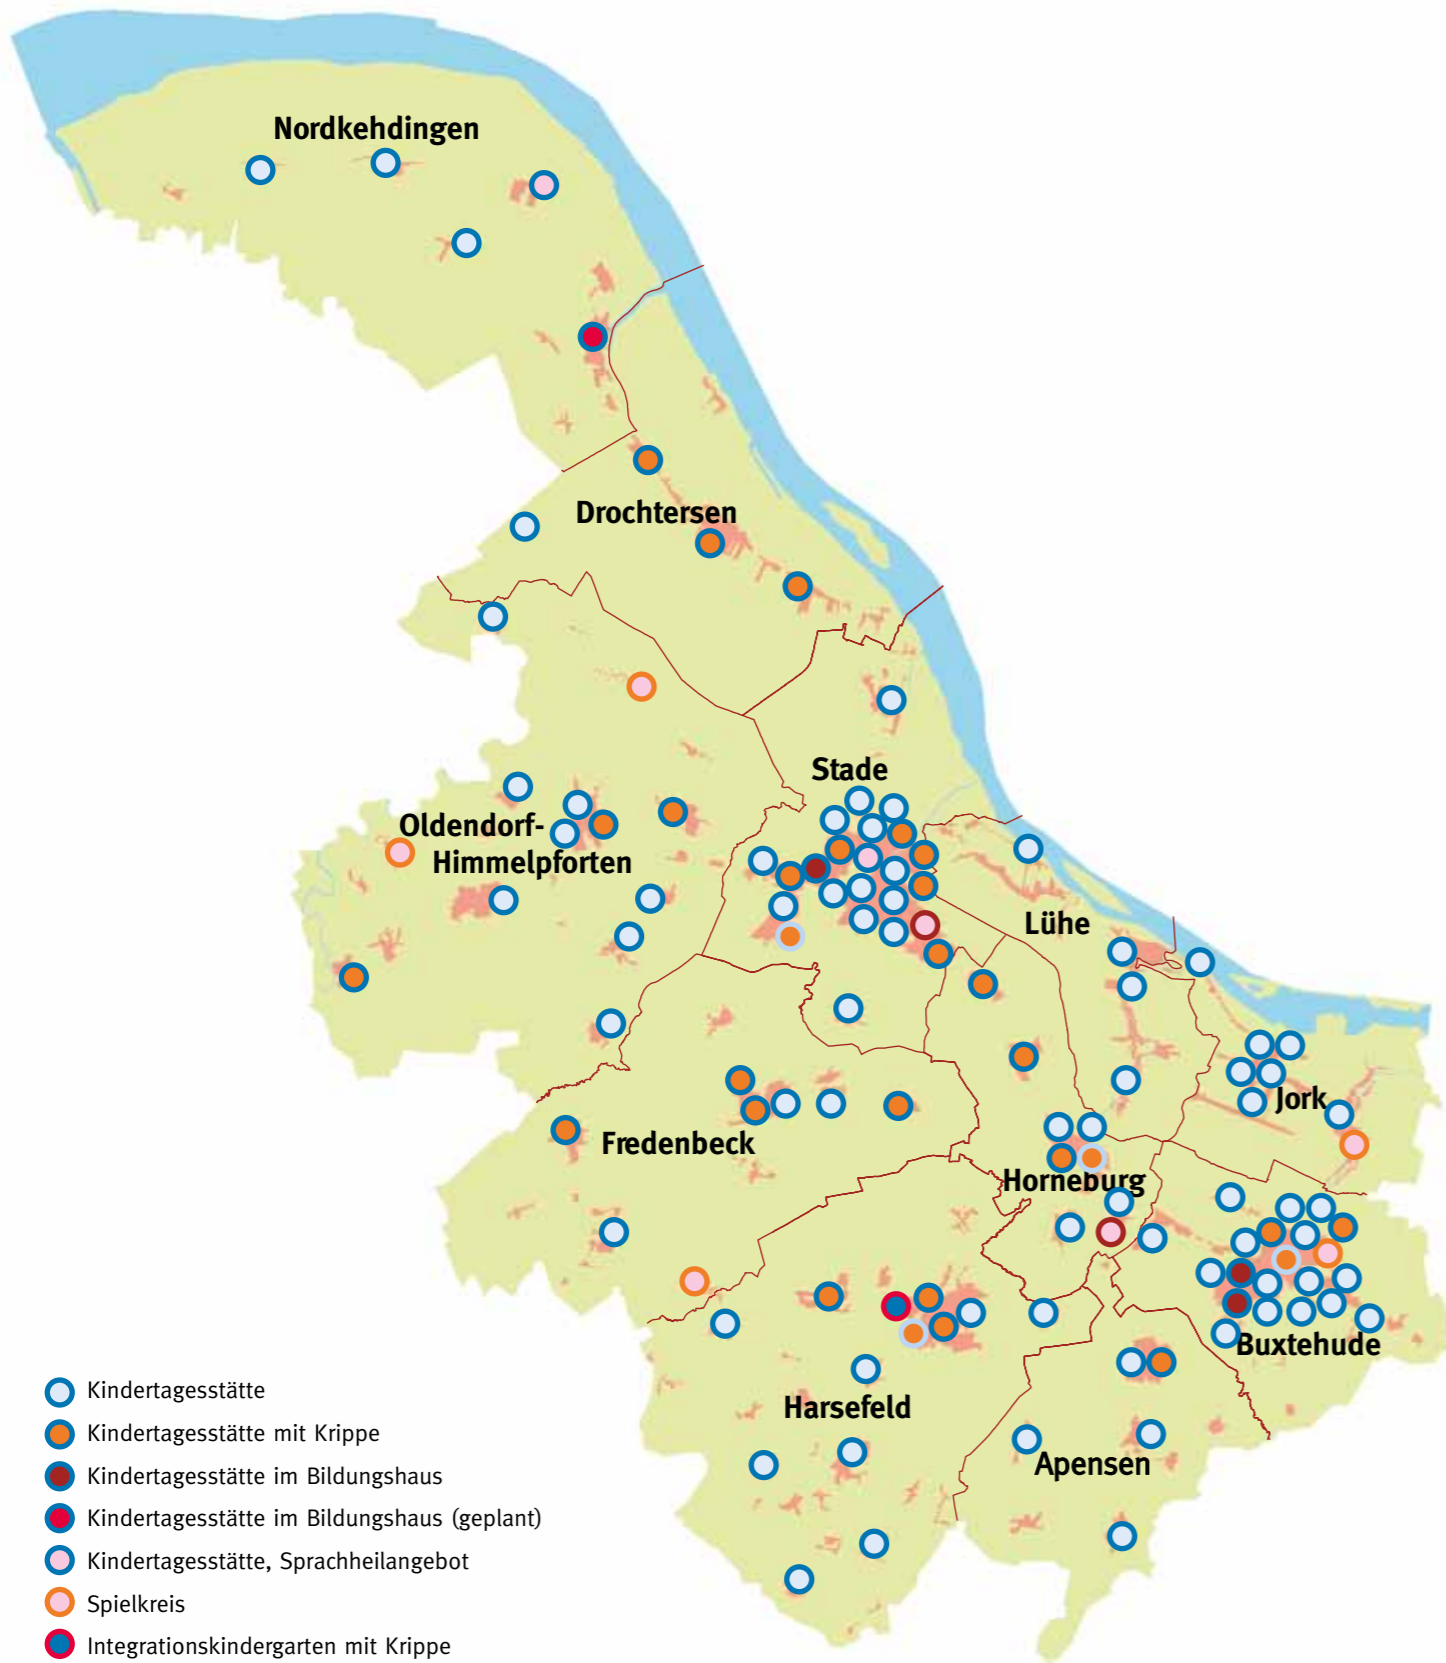 Nordkehdingen
Drochtersen
Stade
Oldendorf-
Himmelpforten
Lühe
Jork
Fredenbeck
Horneburg
Buxtehude
Harsefeld
Apensen
Kindertagesstätte
Kindertagesstätte mit Krippe
Kindertagesstätte im Bildungshaus
Kindertagesstätte im Bildungshaus (geplant)
Kindertagesstätte, Sprachheilangebot
Spielkreis
Integrationskindergarten mit Krippe